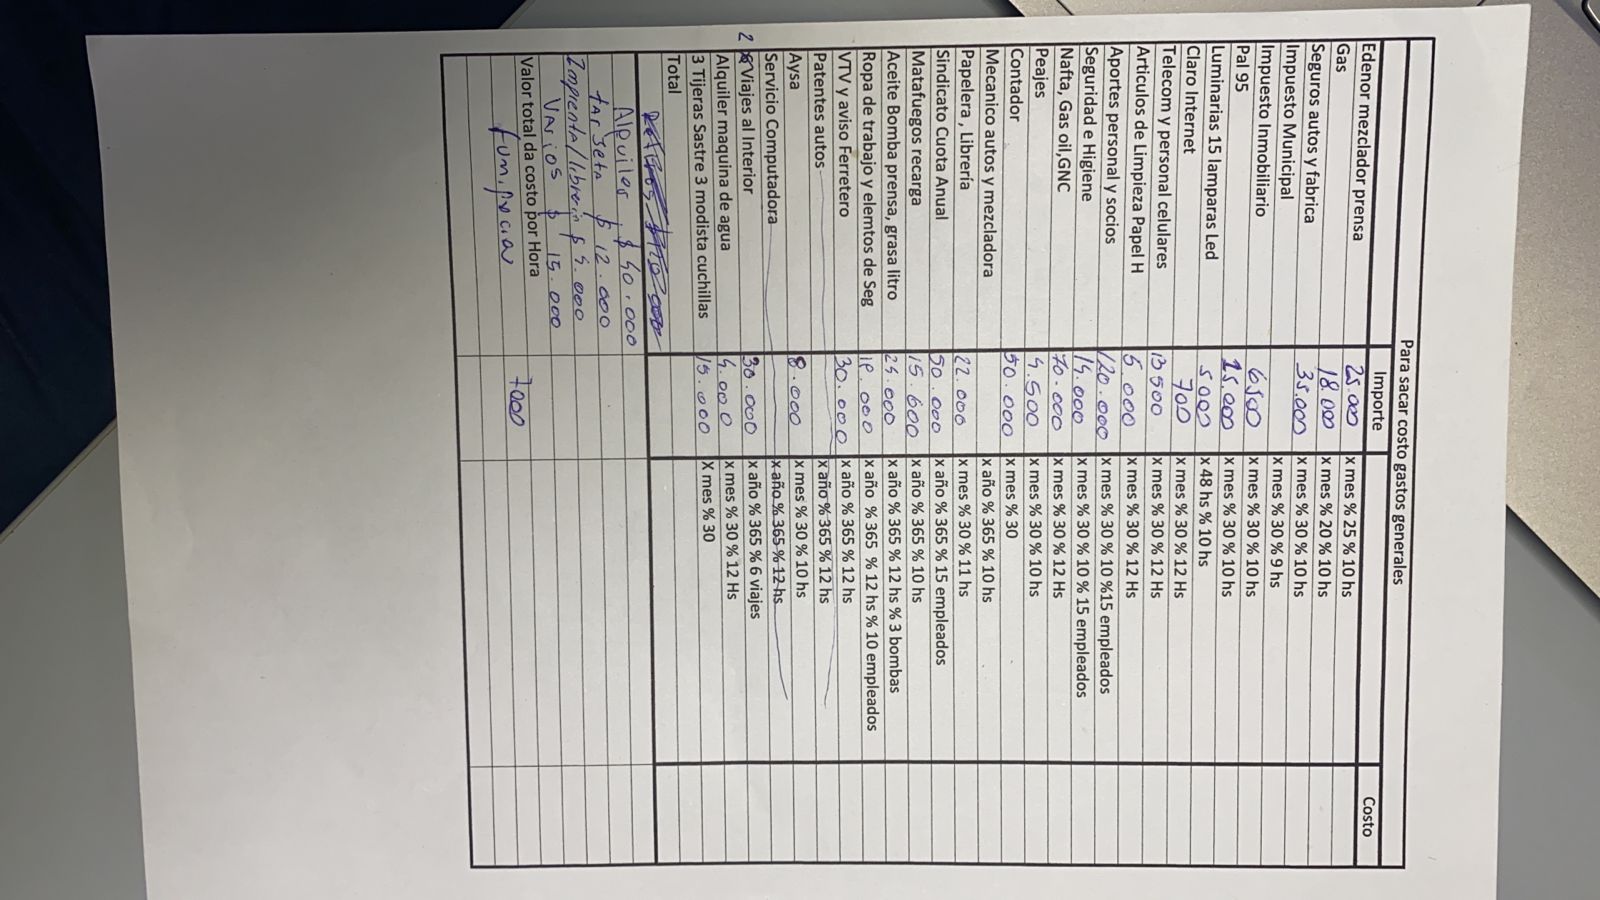 Para sacar costo gastos generales
Importe Costo
Edenor mezclador prensa 25.000 x mes % 25 % 10 hs
Gas 18.000 x mes % 20 % 10 hs
Seguros autos y fabrica 35.000 x mes % 30 % 10 hs
Impuesto Municipal x mes % 30 % 9 hs
Impuesto Inmobiliario 6500 x mes % 30 % 10 hs
Pal 95 15.000 x mes % 30 % 10 hs
Luminarias 15 lamparas Led 5000 x 48 hs % 10 hs
Claro Internet 700 x mes % 30 % 12 Hs
Telecom y personal celulares 13500 x mes % 30 % 12 Hs
Articulos de Limpieza Papel H 5.000 x mes % 30 % 12 Hs
Aportes personal y socios 120.000 x mes % 30 % 10 %15 empleados
Seguridad e Higiene 14.000 x mes % 30 % 10 % 15 empleados
Nafta, Gas oil,GNC 70.000 x mes % 30 % 12 Hs
Peajes 4.500 x mes % 30 % 10 hs
Contador 50.000 x mes % 30
Mecanico autos y mezcladora x año % 365 % 10 hs
Papelera , Librería 22.000 x mes % 30 % 11 hs
Sindicato Cuota Anual 50.000 x año % 365 % 15 empleados
Matafuegos recarga 15.600 x año % 365 % 10 hs
Aceite Bomba prensa, grasa litro 24.000 x año % 365 % 12 hs % 3 bombas
Ropa de trabajo y elemtos de Seg x año % 365 % 12 hs % 10 empleados
VTV y aviso Ferretero 30.000 x año % 365 % 12 hs
Patentes autos x año % 365 % 12 hs
Aysa 8.000 x mes % 30 % 10 hs
Servicio Computadora x año % 365 % 12 hs
2 Viajes al Interior 30.000 x año % 365 % 6 viajes
Alquiler maquina de agua 4.000 x mes % 30 % 12 Hs
3 Tijeras Sastre 3 modista cuchillas 15.000 X mes % 30
Total
Alquiler $ 40.000
tarjeta $ 12.000
Imprenta/libreria $ 4.000
Varios $ 15.000
Valor total da costo por Hora
7000